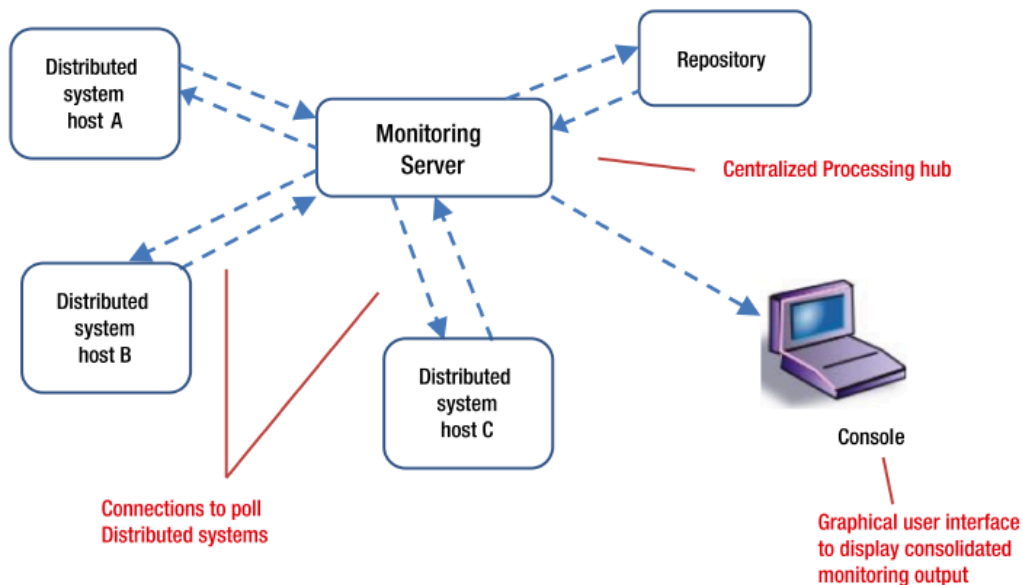 Distributed
system
host A
Repository
Monitoring
Server
Centralized Processing hub
Distributed
system
host B
Distributed
system
host C
Console
Connections to poll
Distributed systems
Graphical user interface
to display consolidated
monitoring output